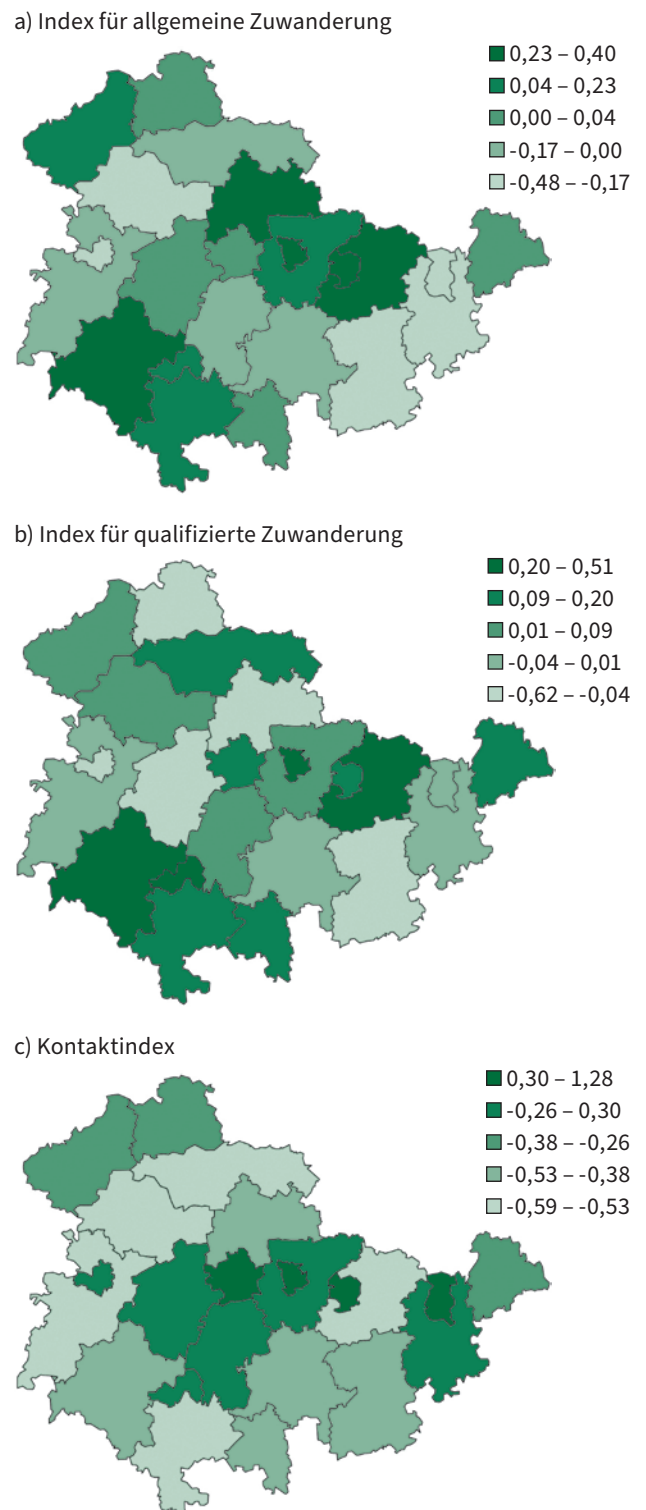 a) Index für allgemeine Zuwanderung
0,23 – 0,40
0,04 – 0,23
0,00 – 0,04
-0,17 – 0,00
-0,48 – -0,17
b) Index für qualifizierte Zuwanderung
0,20 – 0,51
0,09 – 0,20
0,01 – 0,09
-0,04 – 0,01
-0,62 – -0,04
c) Kontaktindex
0,30 – 1,28
-0,26 – 0,30
-0,38 – -0,26
-0,53 – -0,38
-0,59 – -0,53